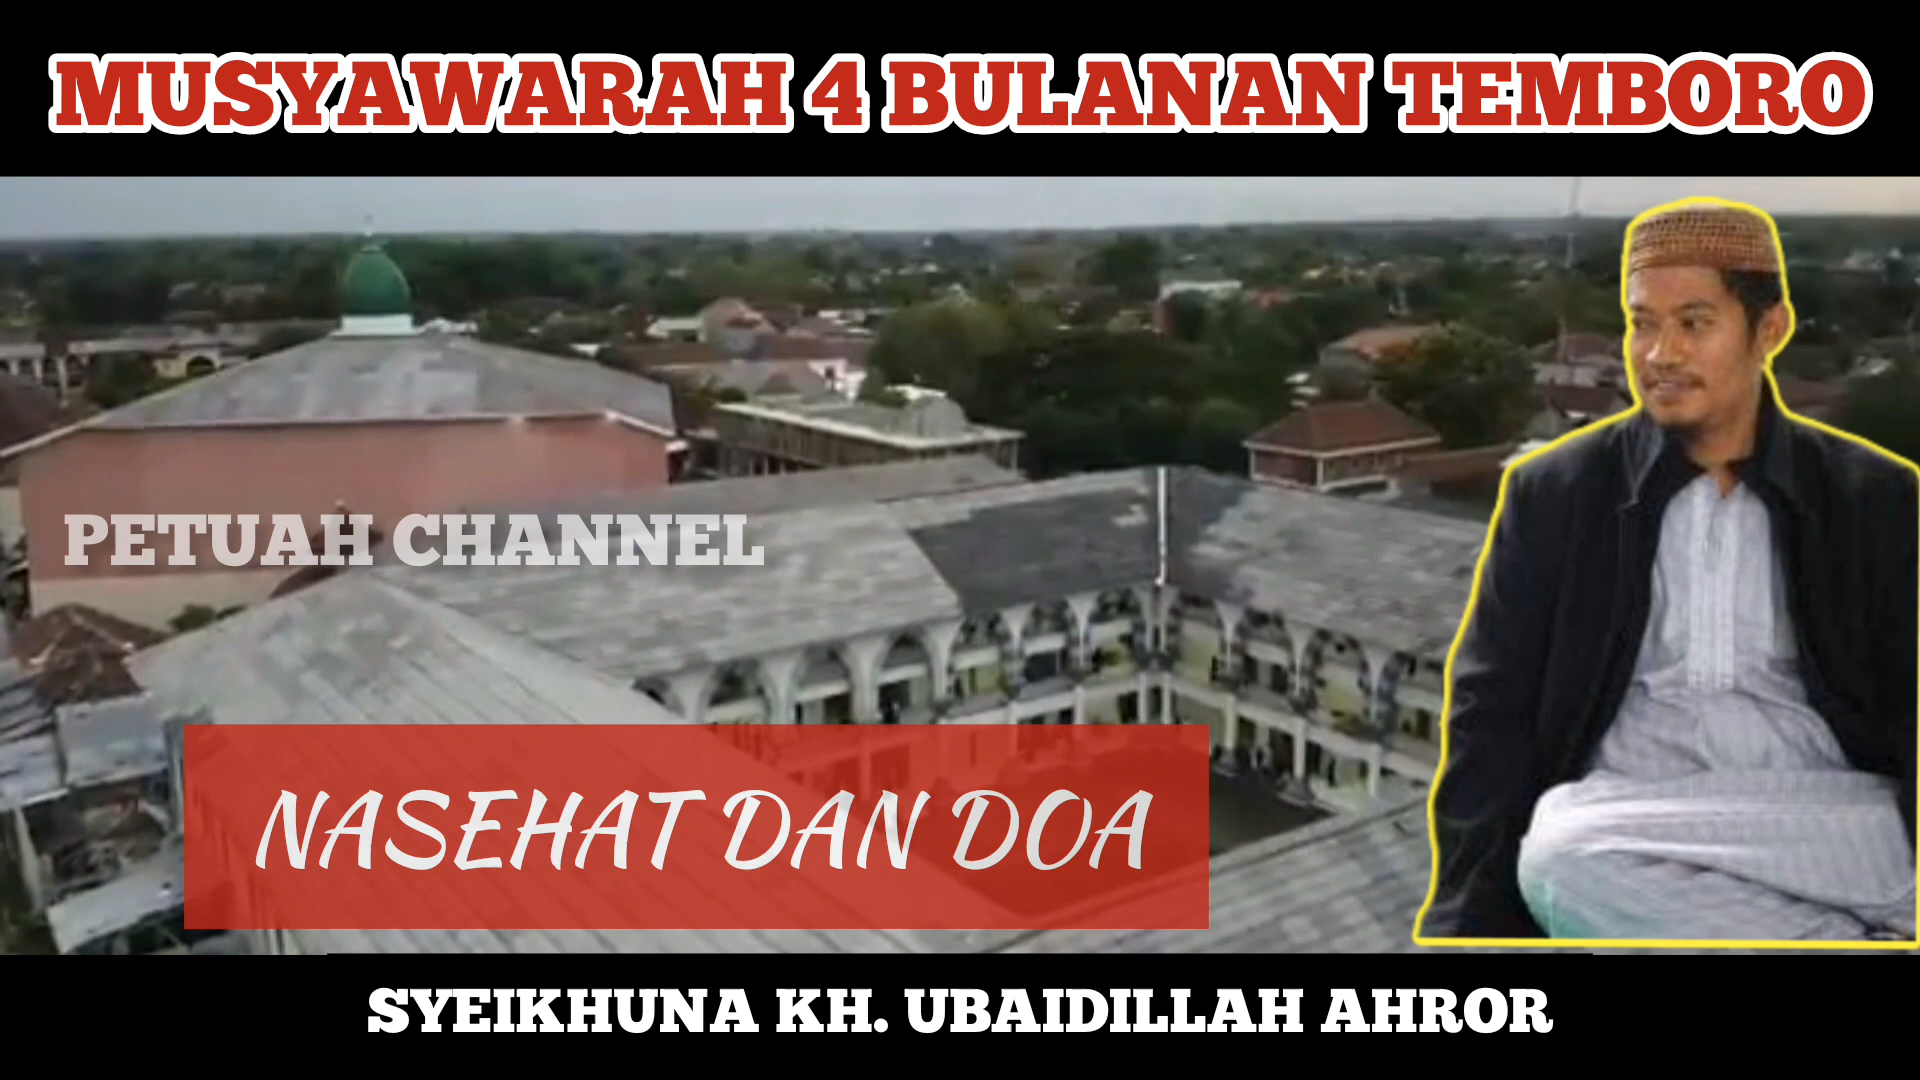 MUSYAWARAH 4 BULANAN TEMBORO
PETUAH CHANNEL
NASEHAT DAN DOA
SYEIKHUNA KH. UBAIDILLAH AHROR